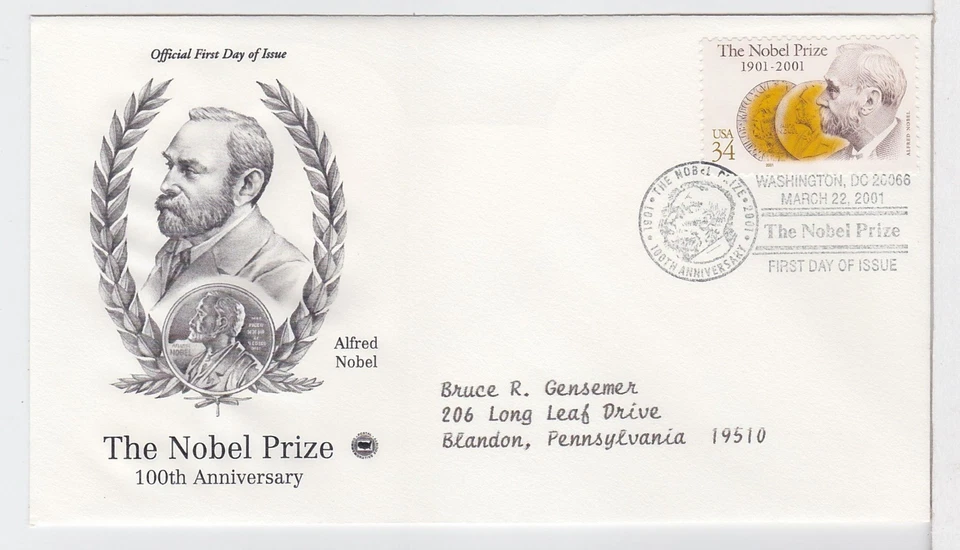 Official First Day of Issue
The Nobel Prize
1901-2001
USA
34
ALFRED NOBEL
THE NOBEL PRIZE
1901
2001
100TH ANNIVERSARY
WASHINGTON, DC 20066
MARCH 22, 2001
The Nobel Prize
FIRST DAY OF ISSUE
NOBEL
Alfred
Nobel
Bruce R. Gensemer
206 Long Leaf Drive
Blandon, Pennsylvania 19510
The Nobel Prize
100th Anniversary